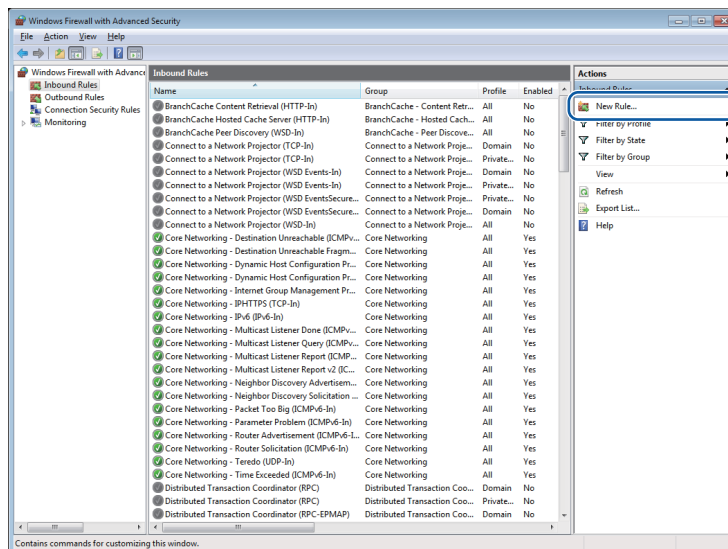 Windows Firewall with Advanced Security
File Action View Help
Windows Firewall with Advance
Inbound Rules
Outbound Rules
Connection Security Rules
Monitoring
Inbound Rules
Name Group Profile Enabled
BranchCache Content Retrieval (HTTP-In) BranchCache - Content Retr... All No
BranchCache Hosted Cache Server (HTTP-In) BranchCache - Hosted Cach... All No
BranchCache Peer Discovery (WSD-In) BranchCache - Peer Discove... All No
Connect to a Network Projector (TCP-In) Connect to a Network Proje... Domain No
Connect to a Network Projector (TCP-In) Connect to a Network Proje... Private... No
Connect to a Network Projector (WSD Events-In) Connect to a Network Proje... Domain No
Connect to a Network Projector (WSD Events-In) Connect to a Network Proje... Private... No
Connect to a Network Projector (WSD EventsSecure... Connect to a Network Proje... Private... No
Connect to a Network Projector (WSD EventsSecure... Connect to a Network Proje... Domain No
Connect to a Network Projector (WSD-In) Connect to a Network Proje... All No
Core Networking - Destination Unreachable (ICMPv... Core Networking All Yes
Core Networking - Destination Unreachable Fragm... Core Networking All Yes
Core Networking - Dynamic Host Configuration Pr... Core Networking All Yes
Core Networking - Dynamic Host Configuration Pr... Core Networking All Yes
Core Networking - Internet Group Management Pr... Core Networking All Yes
Core Networking - IPHTTPS (TCP-In) Core Networking All Yes
Core Networking - IPv6 (IPv6-In) Core Networking All Yes
Core Networking - Multicast Listener Done (ICMPv... Core Networking All Yes
Core Networking - Multicast Listener Query (ICMPv... Core Networking All Yes
Core Networking - Multicast Listener Report (ICMP... Core Networking All Yes
Core Networking - Multicast Listener Report v2 (IC... Core Networking All Yes
Core Networking - Neighbor Discovery Advertisem... Core Networking All Yes
Core Networking - Neighbor Discovery Solicitation ... Core Networking All Yes
Core Networking - Packet Too Big (ICMPv6-In) Core Networking All Yes
Core Networking - Parameter Problem (ICMPv6-In) Core Networking All Yes
Core Networking - Router Advertisement (ICMPv6-I... Core Networking All Yes
Core Networking - Router Solicitation (ICMPv6-In) Core Networking All Yes
Core Networking - Teredo (UDP-In) Core Networking All Yes
Core Networking - Time Exceeded (ICMPv6-In) Core Networking All Yes
Distributed Transaction Coordinator (RPC) Distributed Transaction Coo... Domain No
Distributed Transaction Coordinator (RPC) Distributed Transaction Coo... Private... No
Distributed Transaction Coordinator (RPC-EPMAP) Distributed Transaction Coo... Domain No
Actions
Inbound Rules
New Rule...
Filter by Profile
Filter by State
Filter by Group
View
Refresh
Export List...
Help
Contains commands for customizing this window.